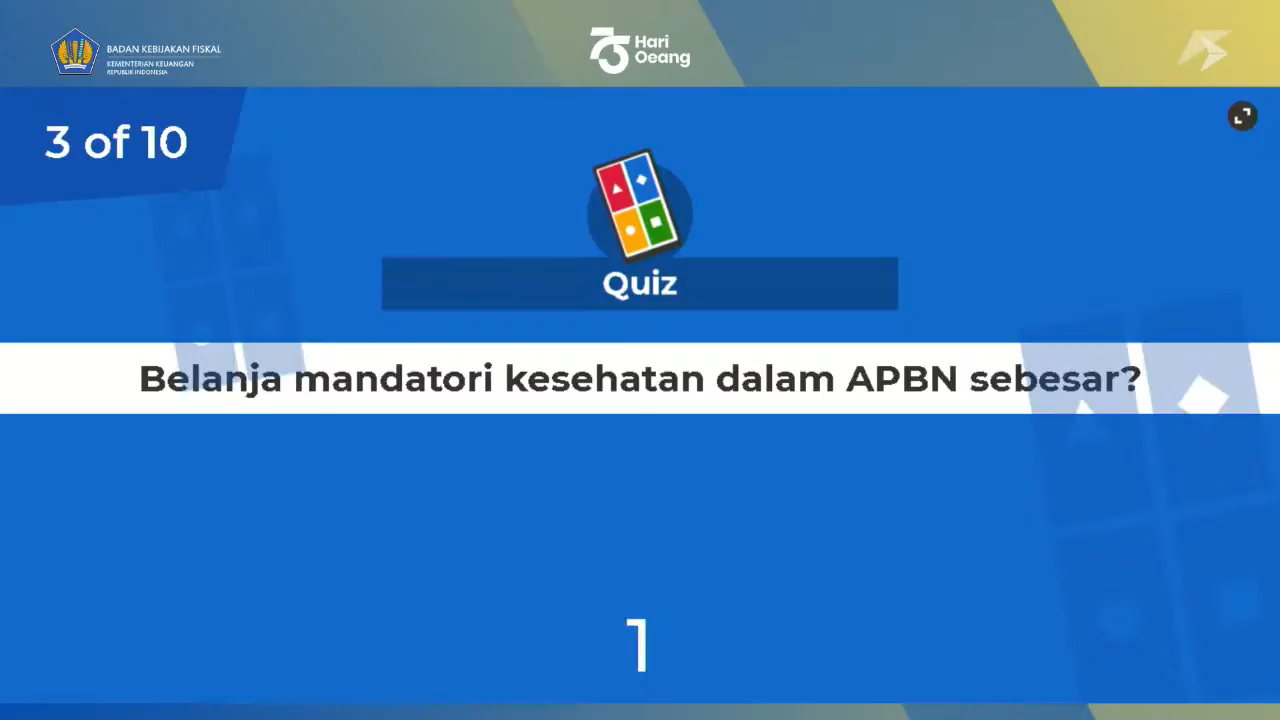 BADAN KEBIJAKAN FISKAL
KEMENTERIAN KEUANGAN
REPUBLIK INDONESIA
75 Hari
Oeang
3 of 10
Quiz
Belanja mandatori kesehatan dalam APBN sebesar?
1